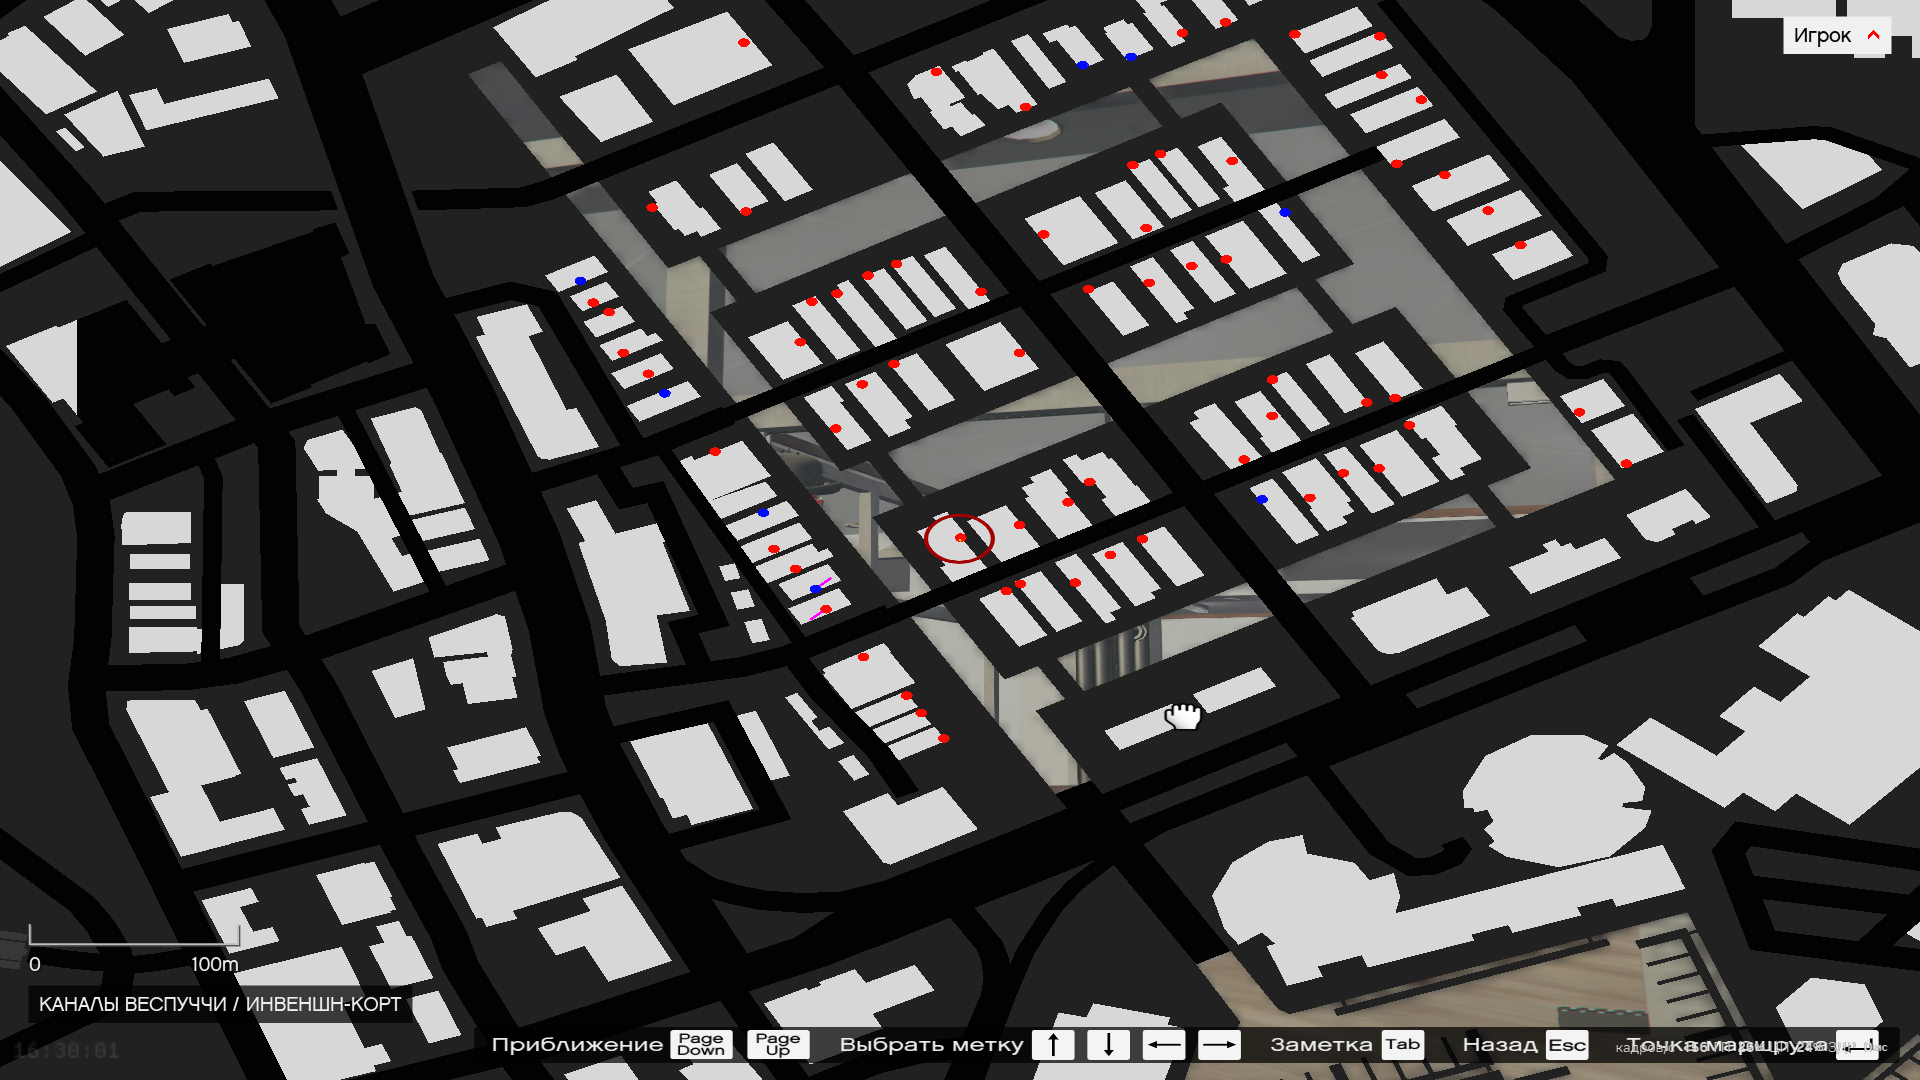 Игрок
0 100m
КАНАЛЫ ВЕСПУЧЧИ / ИНВЕНШН-КОРТ
16:30:01
Приближение Page Down Page Up Выбрать метку ↑ ↓ ← → Заметка Tab Назад Esc Точка маршрута